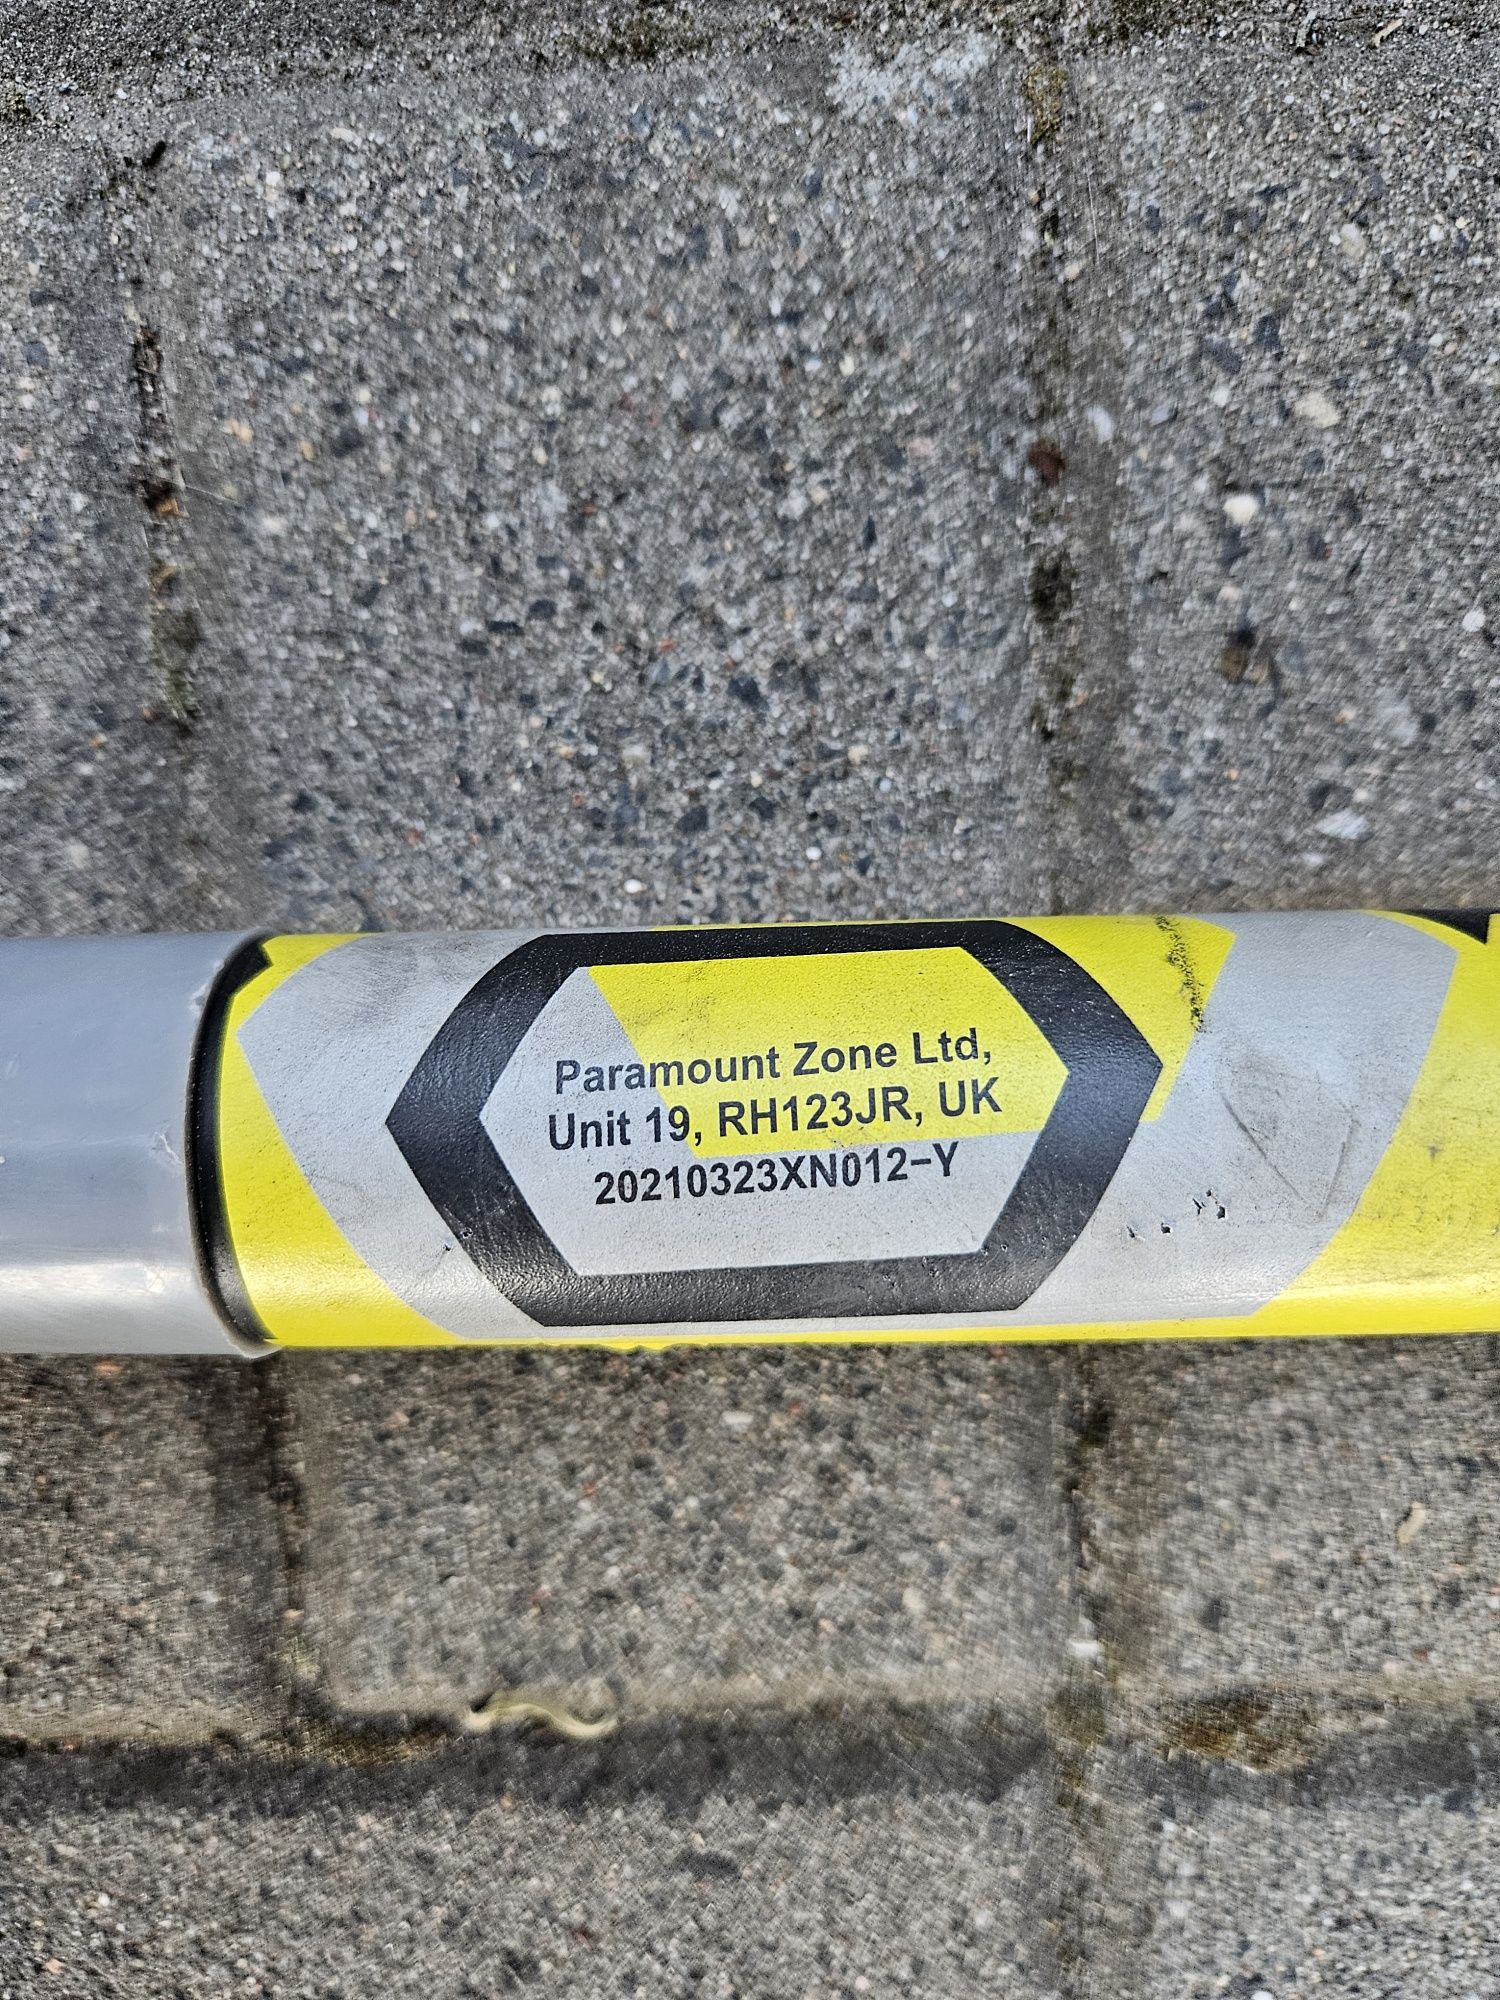 Paramount Zone Ltd,
Unit 19, RH123JR, UK
20210323XN012-Y